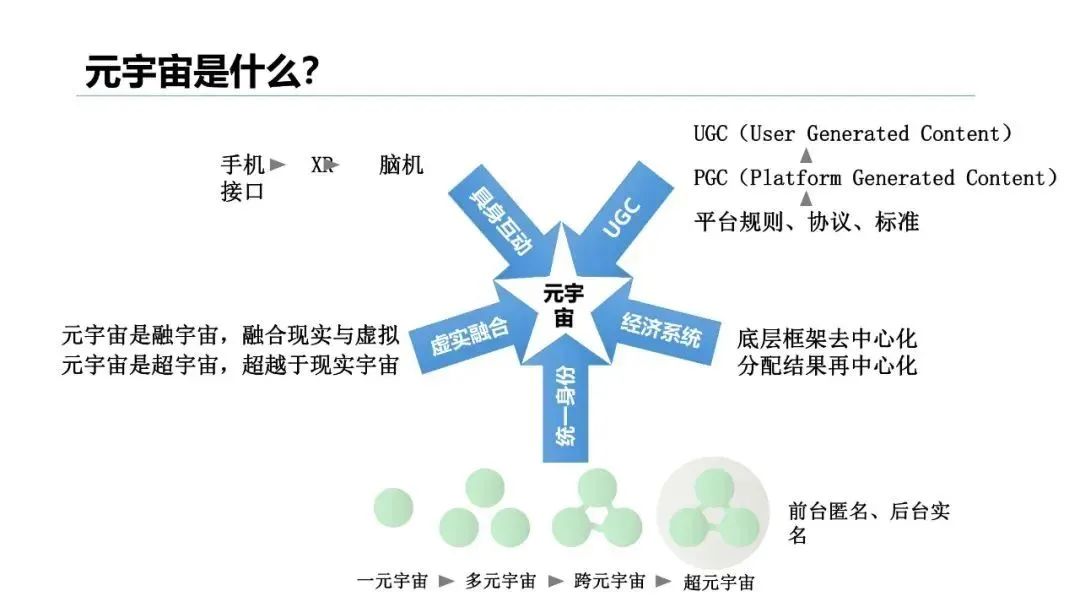 元宇宙是什么?
手机 XR 脑机
接口
UGC(User Generated Content)
PGC(Platform Generated Content)
平台规则、协议、标准
具身互动
UGC
元宇
宙
虚实融合
经济系统
统一身份
元宇宙是融宇宙，融合现实与虚拟
元宇宙是超宇宙，超越于现实宇宙
底层框架去中心化
分配结果再中心化
前台匿名、后台实
名
一元宇宙 多元宇宙 跨元宇宙 超元宇宙